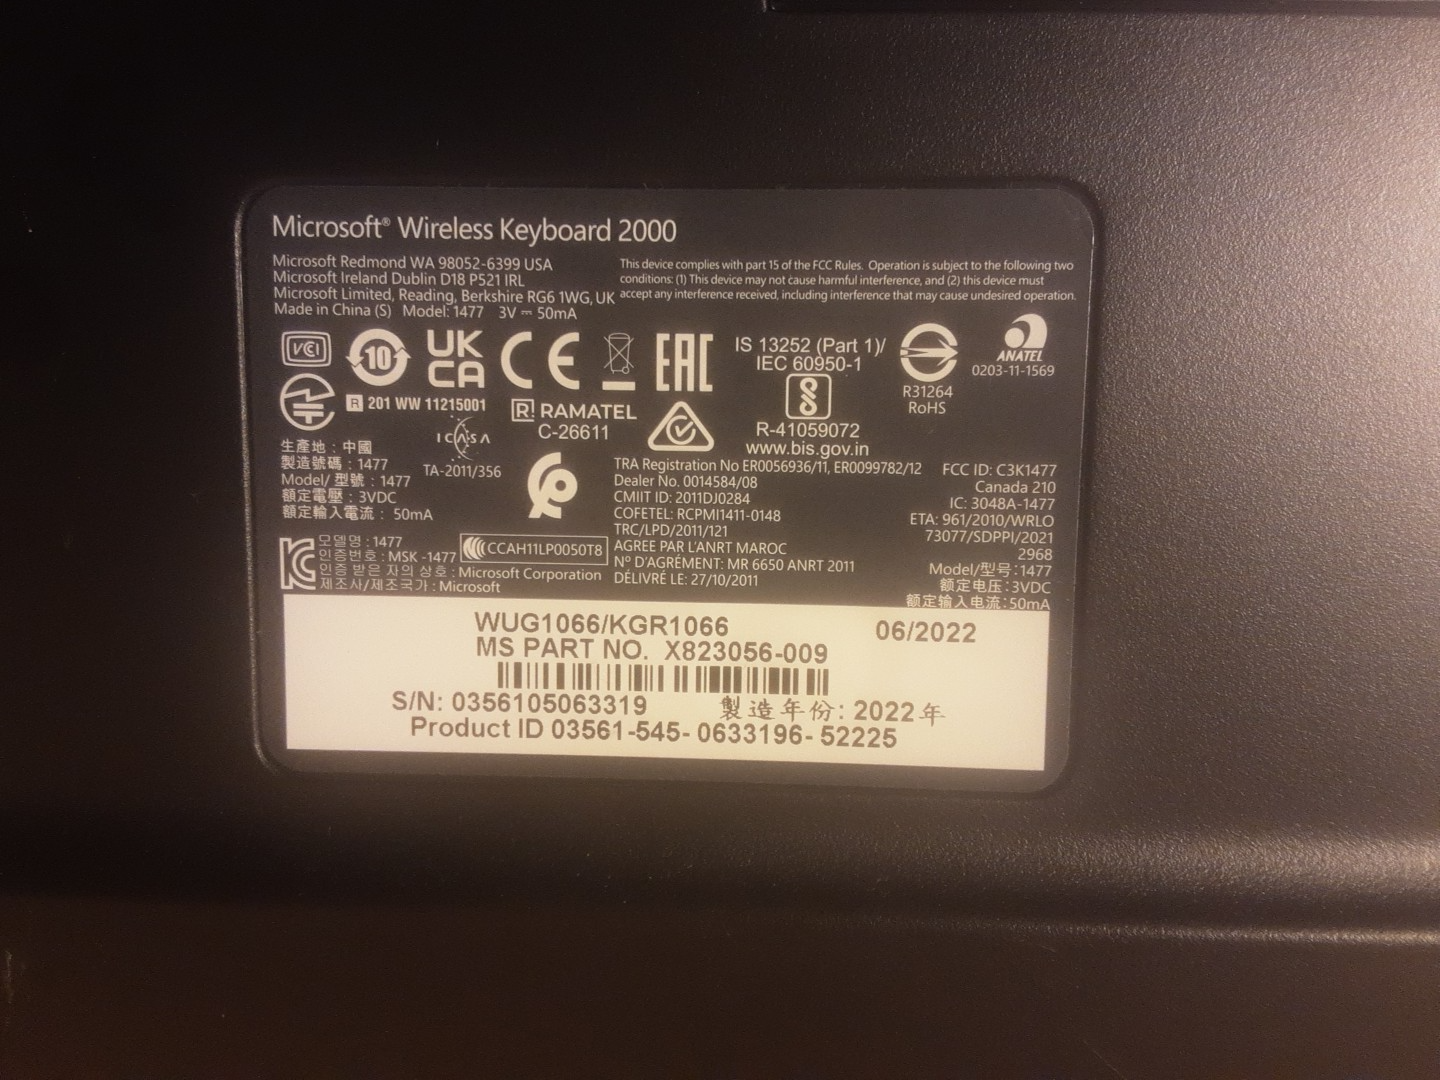 Microsoft® Wireless Keyboard 2000
Microsoft Redmond WA 98052-6399 USA
Microsoft Ireland Dublin D18 P521 IRL
Microsoft Limited, Reading, Berkshire RG6 1WG, UK
Made in China (S) Model: 1477 3V ⎓ 50mA
This device complies with part 15 of the FCC Rules. Operation is subject to the following two
conditions: (1) This device may not cause harmful interference, and (2) this device must
accept any interference received, including interference that may cause undesired operation.
VCI
10
UK
CA
CE
EAC
IS 13252 (Part 1)/
IEC 60950-1
R-41059072
www.bis.gov.in
R31264
RoHS
ANATEL
0203-11-1569
R 201 WW 11215001
ICASA
TA-2011/356
R RAMATEL
C-26611
生產地：中國
製造號碼：1477
Model/ 型號：1477
額定電壓：3VDC
額定輸入電流： 50mA
모델명 : 1477
인증번호 : MSK -1477
인증 받은 자의 상호 : Microsoft Corporation
제조사/제조국가 : Microsoft
CCAH11LP0050T8
TRA Registration No ER0056936/11, ER0099782/12
Dealer No. 0014584/08
CMIIT ID: 2011DJ0284
COFETEL: RCPMI1411-0148
TRC/LPD/2011/121
AGREE PAR L'ANRT MAROC
N° D'AGRÉMENT: MR 6650 ANRT 2011
DÉLIVRÉ LE: 27/10/2011
FCC ID: C3K1477
Canada 210
IC: 3048A-1477
ETA: 961/2010/WRLO
73077/SDPPI/2021
2968
Model/型号：1477
额定电压：3VDC
额定输入电流：50mA
WUG1066/KGR1066
06/2022
MS PART NO. X823056-009
S/N: 0356105063319
製造年份: 2022年
Product ID 03561-545- 0633196- 52225